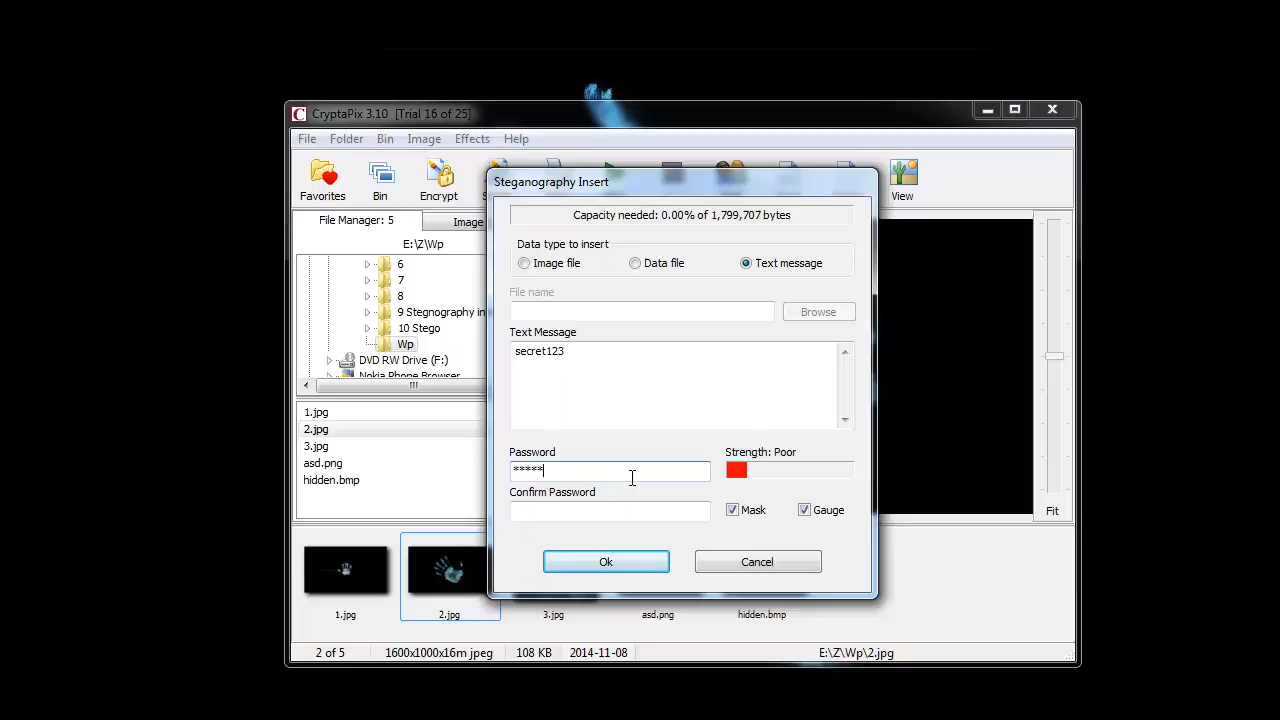 CryptaPix 3.10 [Trial 16 of 25]
File Folder Bin Image Effects Help
Favorites Bin Encrypt View
File Manager: 5 Image
E:\Z\Wp
6
7
8
9 Stegnography in
10 Stego
Wp
DVD RW Drive (F:)
Nokia Phone Browser
1.jpg
2.jpg
3.jpg
asd.png
hidden.bmp
Steganography Insert
Capacity needed: 0.00% of 1,799,707 bytes
Data type to insert
Image file Data file Text message
File name
Browse
Text Message
secret123
Password Strength: Poor
*****
Confirm Password
Mask Gauge
Ok Cancel
Fit
1.jpg 2.jpg 3.jpg asd.png hidden.bmp
2 of 5 1600x1000x16m jpeg 108 KB 2014-11-08 E:\Z\Wp\2.jpg